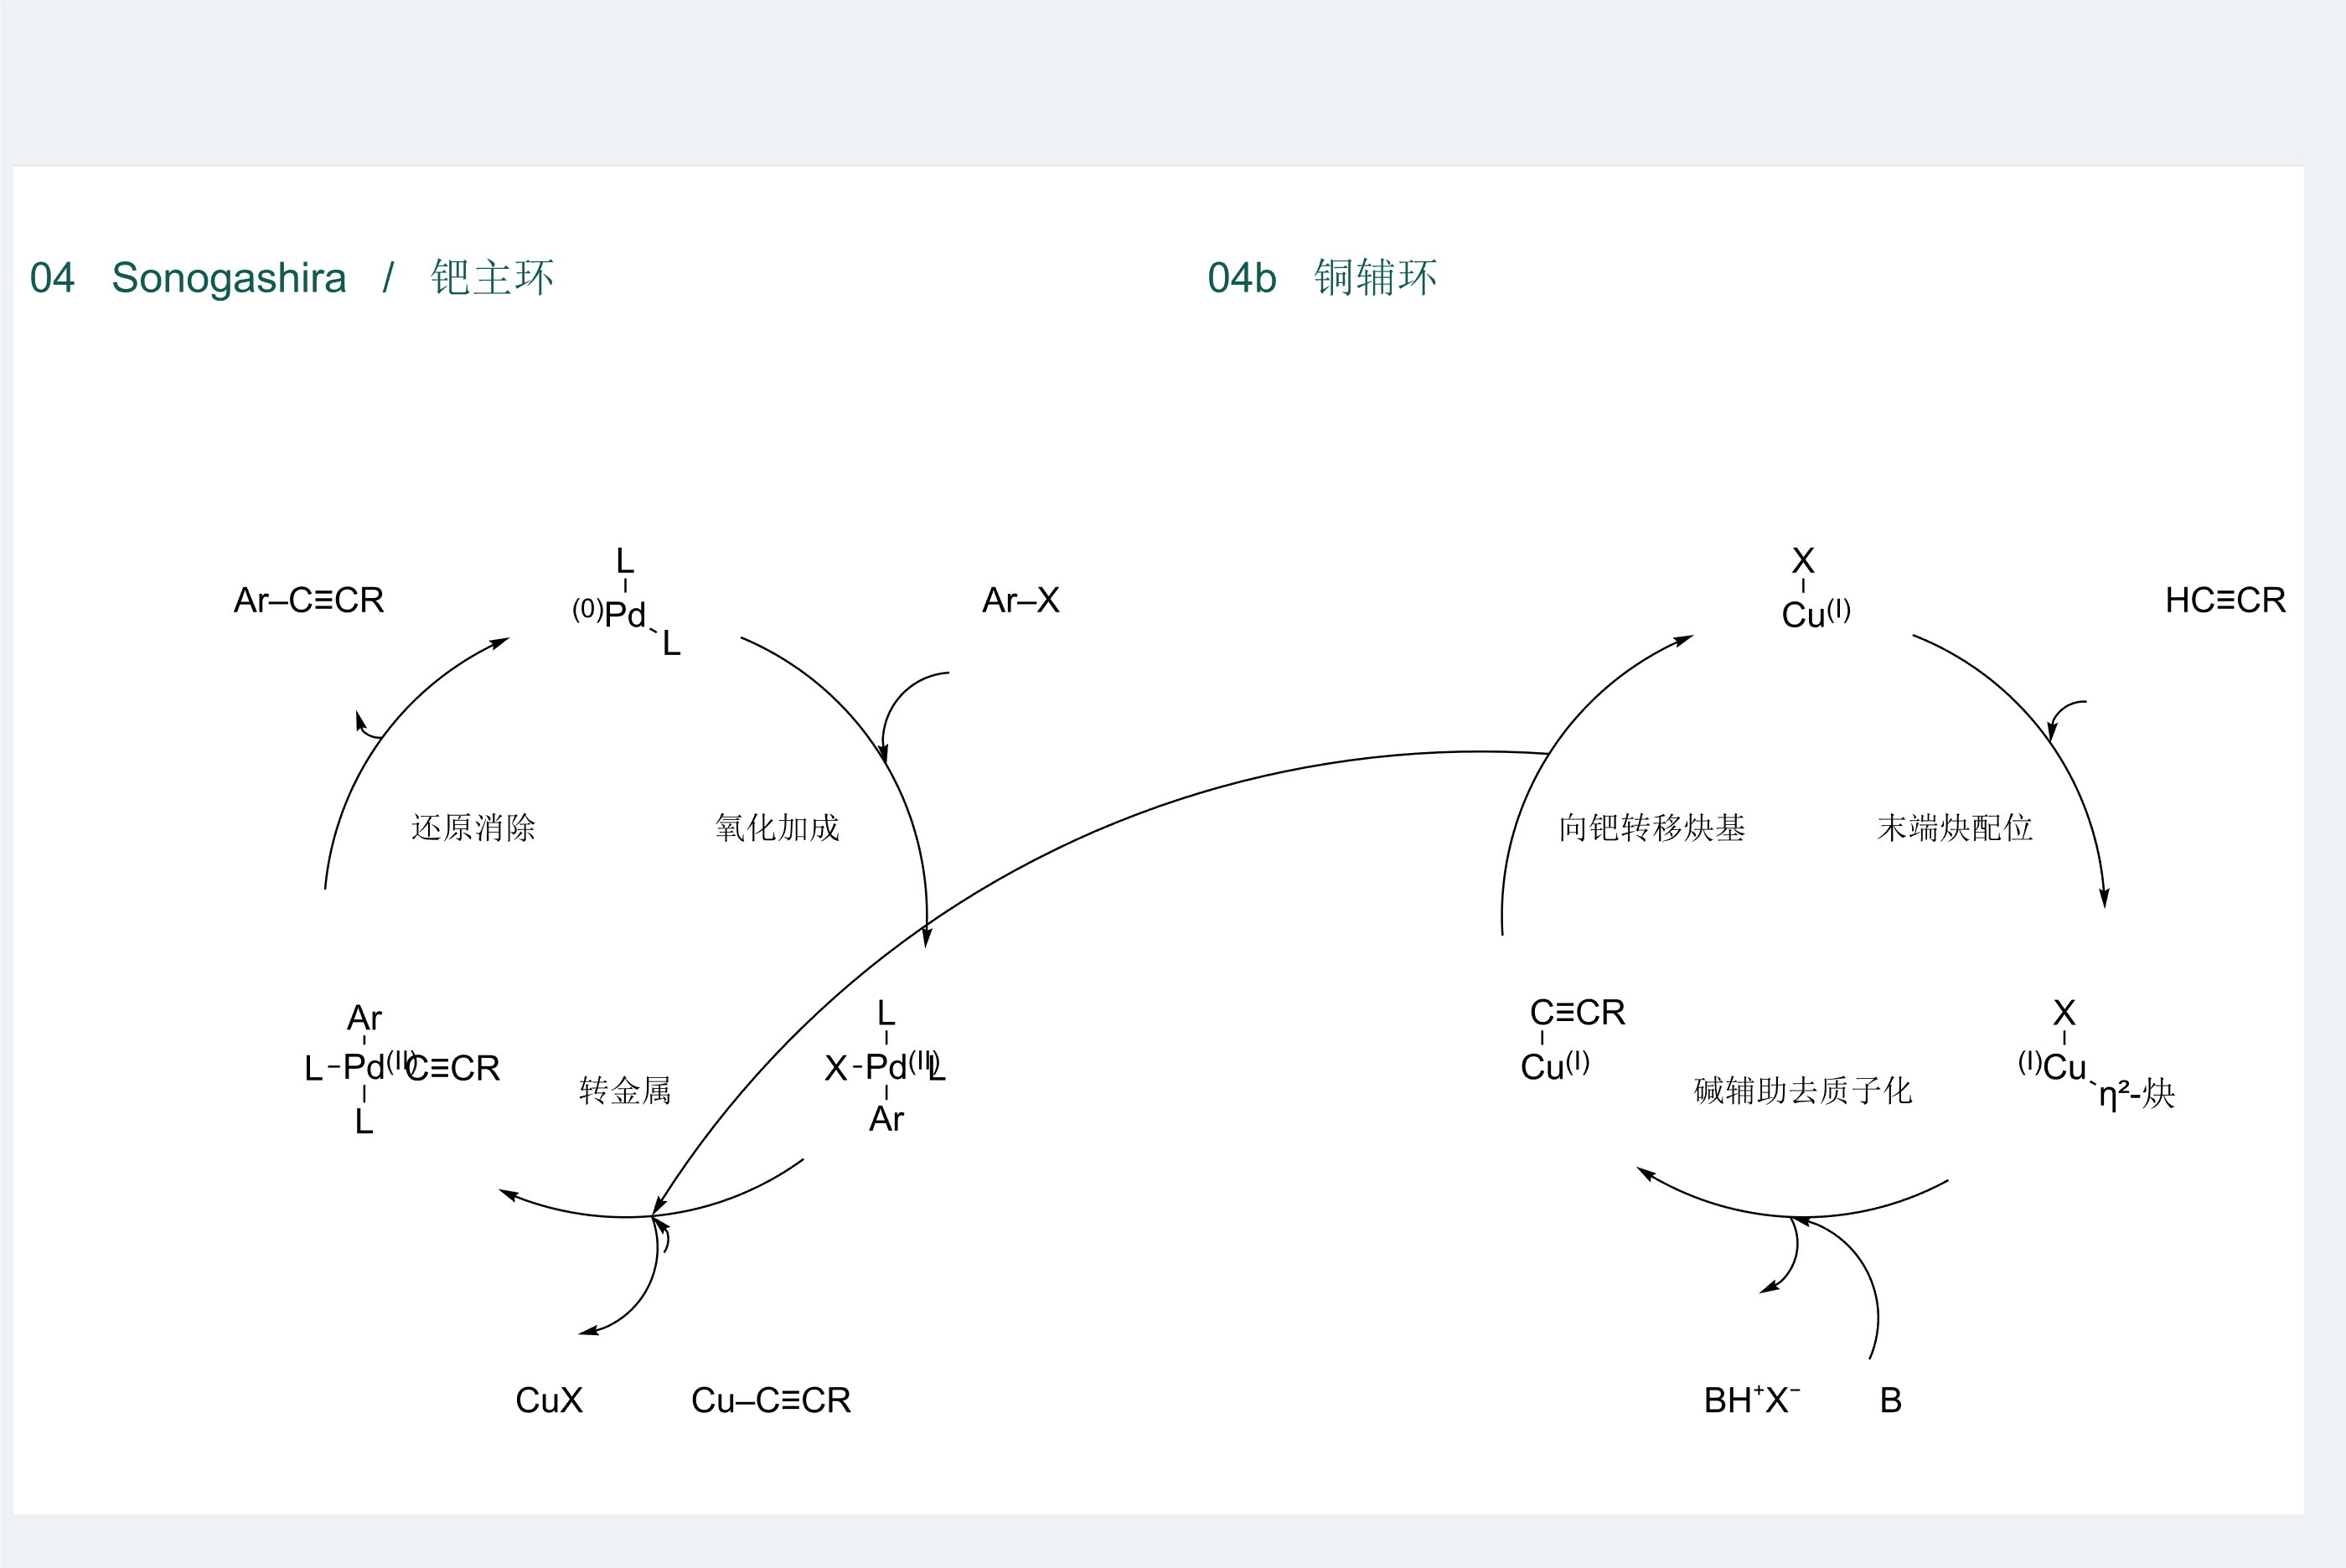 04 Sonogashira / 钯主环
04b 铜辅环
Ar–C≡CR
L
(0)Pd
L
Ar–X
X
Cu(I)
HC≡CR
还原消除
氧化加成
向钯转移炔基
末端炔配位
Ar
L-Pd(II)C≡CR
L
转金属
L
X-Pd(II)L
Ar
C≡CR
Cu(I)
碱辅助去质子化
X
(I)Cu
η²-炔
CuX
Cu–C≡CR
BH⁺X⁻
B